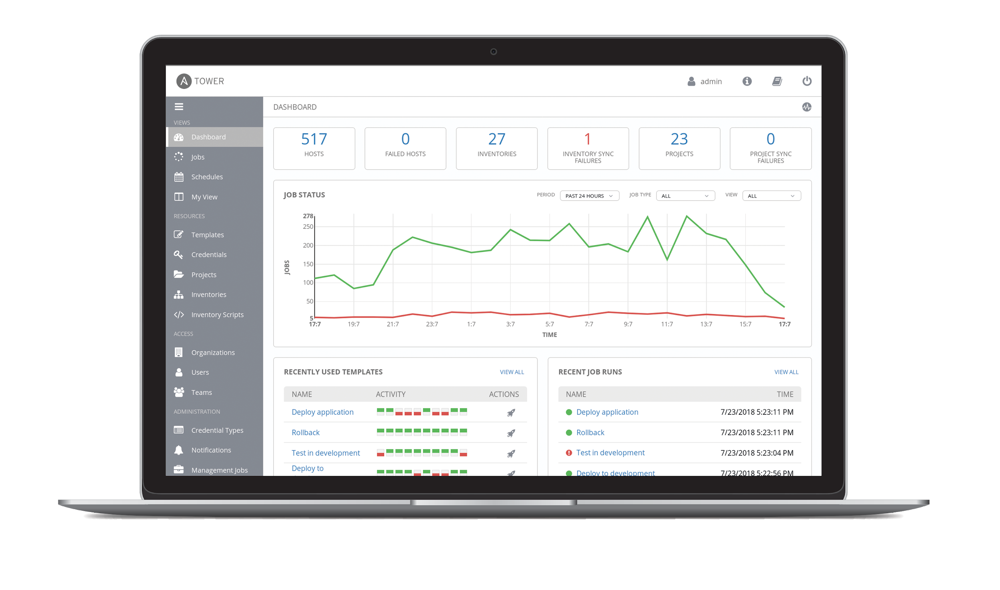 TOWER
admin
DASHBOARD
VIEWS
Dashboard
Jobs
Schedules
My View
RESOURCES
Templates
Credentials
Projects
Inventories
Inventory Scripts
ACCESS
Organizations
Users
Teams
ADMINISTRATION
Credential Types
Notifications
Management Jobs
517
HOSTS
0
FAILED HOSTS
27
INVENTORIES
1
INVENTORY SYNC
FAILURES
23
PROJECTS
0
PROJECT SYNC
FAILURES
JOB STATUS
PERIOD PAST 24 HOURS JOB TYPE ALL VIEW ALL
278
250
200
150
100
50
5
JOBS
17:7 19:7 21:7 23:7 1:7 3:7 5:7 7:7 9:7 11:7 13:7 15:7 17:7
TIME
RECENTLY USED TEMPLATES VIEW ALL
NAME ACTIVITY ACTIONS
Deploy application
Rollback
Test in development
Deploy to
RECENT JOB RUNS VIEW ALL
NAME TIME
Deploy application 7/23/2018 5:23:11 PM
Rollback 7/23/2018 5:23:11 PM
Test in development 7/23/2018 5:23:04 PM
Deploy to development 7/23/2018 5:22:56 PM